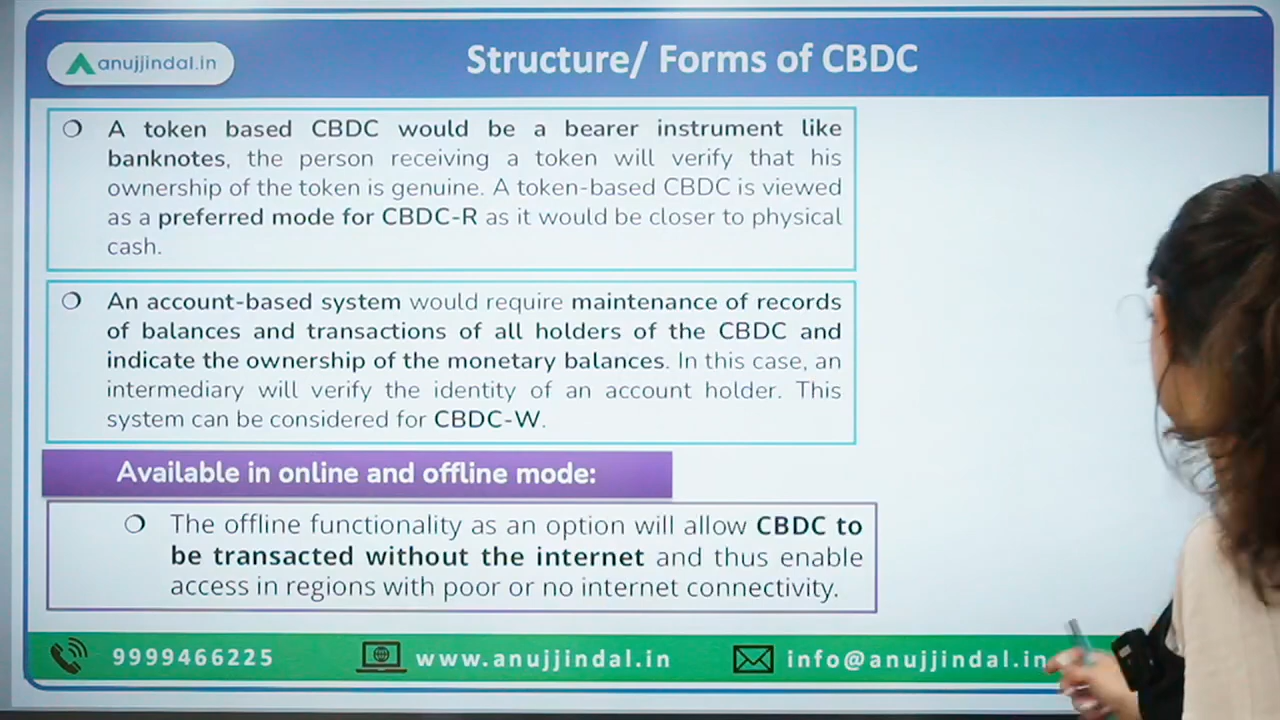 anujjindal.in
Structure/ Forms of CBDC
A token based CBDC would be a bearer instrument like
banknotes, the person receiving a token will verify that his
ownership of the token is genuine. A token-based CBDC is viewed
as a preferred mode for CBDC-R as it would be closer to physical
cash.
An account-based system would require maintenance of records
of balances and transactions of all holders of the CBDC and
indicate the ownership of the monetary balances. In this case, an
intermediary will verify the identity of an account holder. This
system can be considered for CBDC-W.
Available in online and offline mode:
The offline functionality as an option will allow CBDC to
be transacted without the internet and thus enable
access in regions with poor or no internet connectivity.
9999466225
www.anujjindal.in
info@anujjindal.in